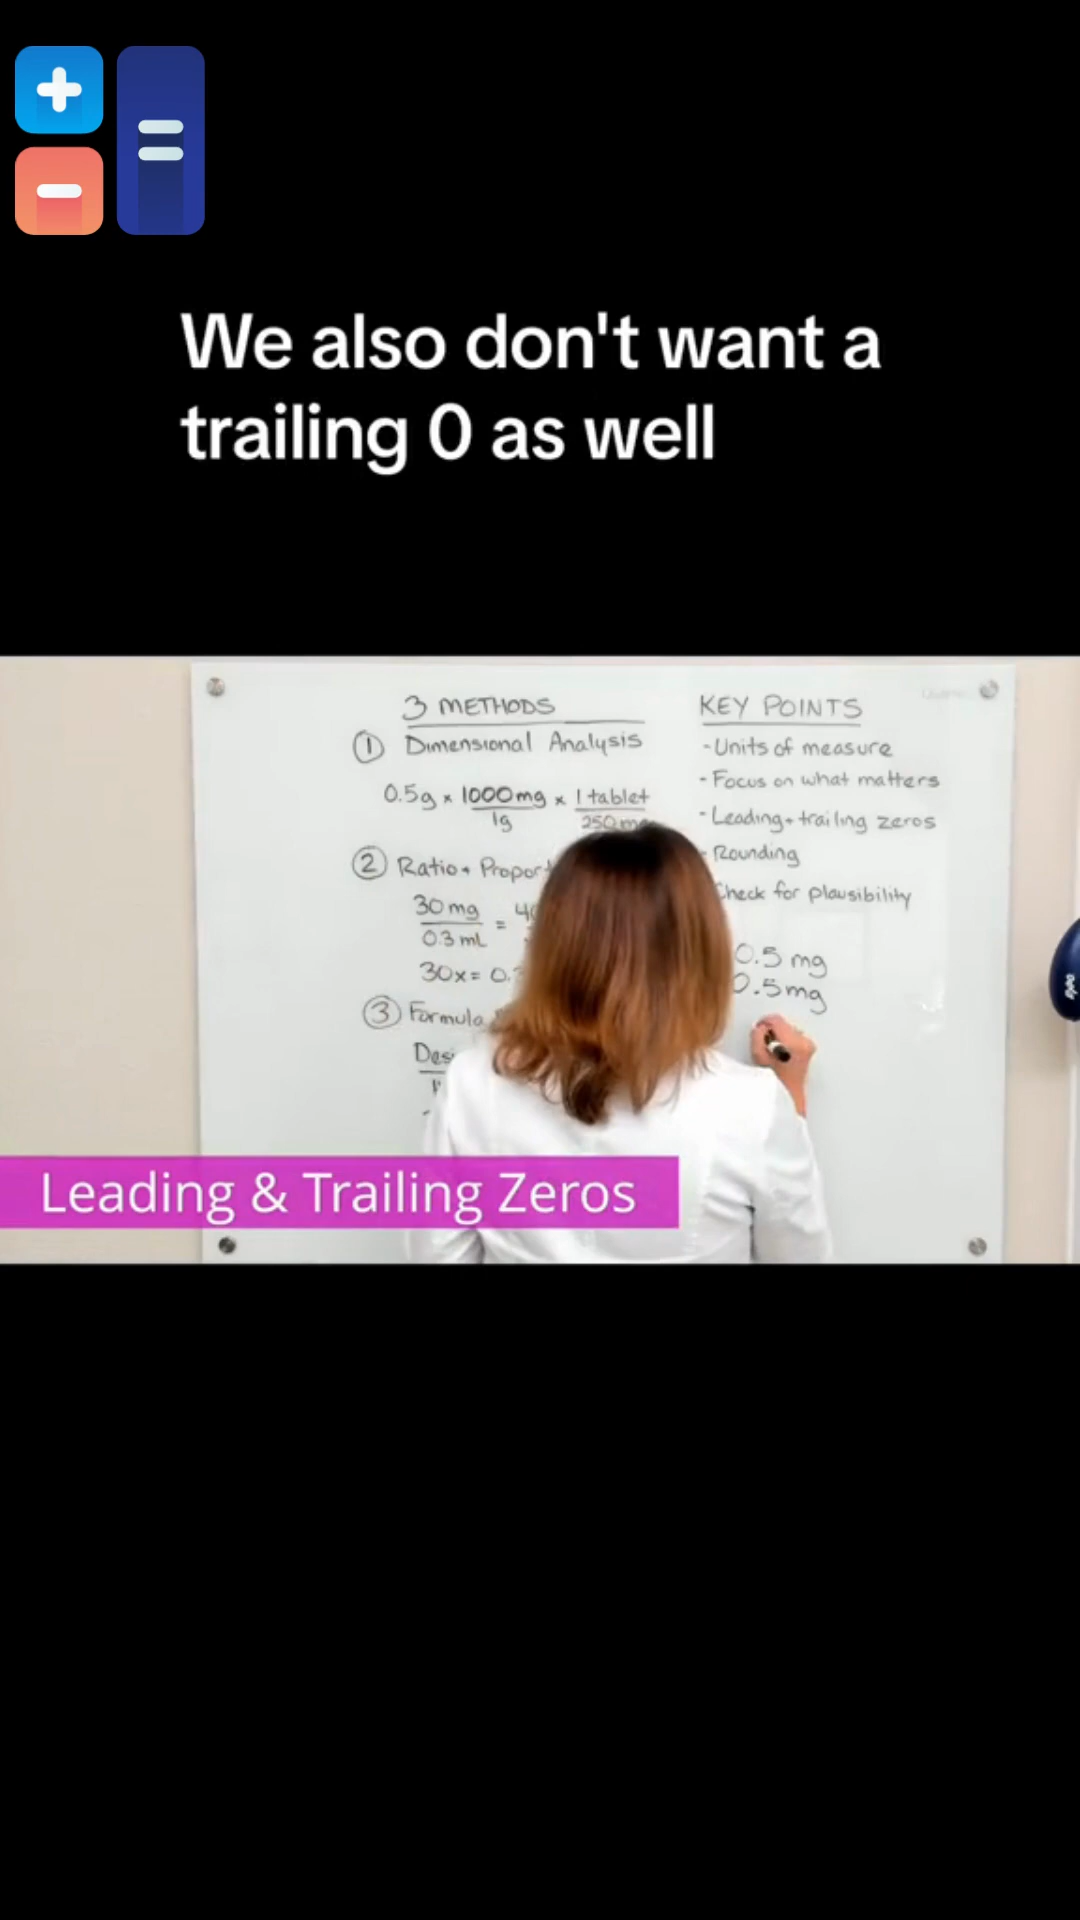 We also don't want a
trailing 0 as well
3 METHODS
① Dimensional Analysis
0.5g × 1000mg × 1 tablet
1g 250
② Ratio +
30 mg =
0.3 mL
30x = 0.
③ Formula
KEY POINTS
- Units of measure
- Focus on what matters
- Leading + trailing zeros
- Rounding
Check for plausibility
0.5 mg
0.5 mg
Leading & Trailing Zeros